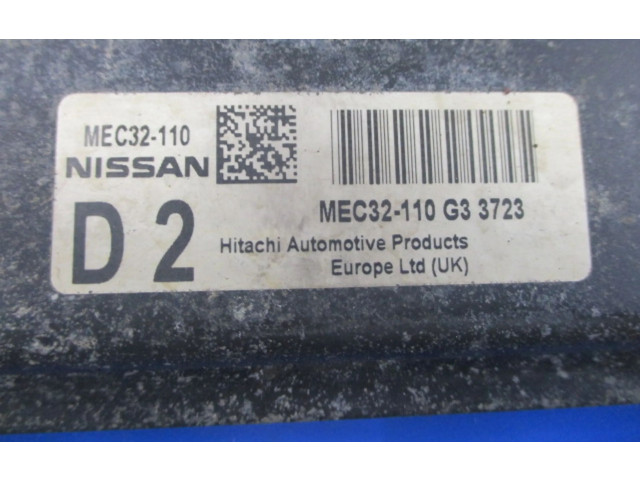 MEC32-110
NISSAN
D 2
MEC32-110 G3 3723
Hitachi Automotive Products
Europe Ltd (UK)